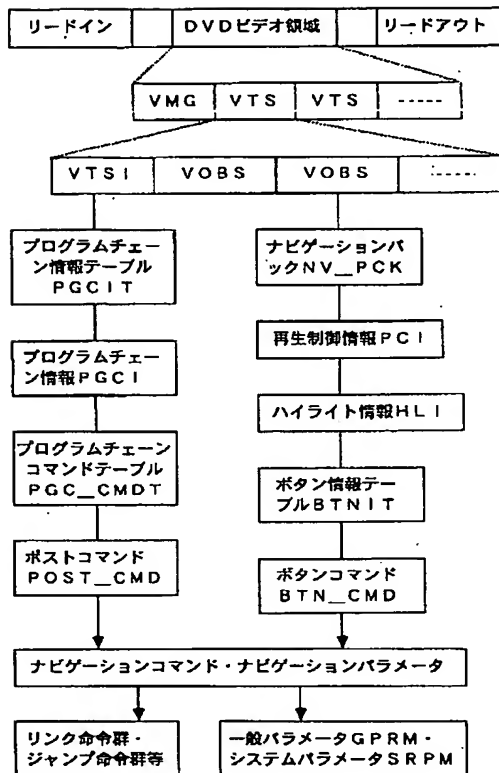 リードイン
DVDビデオ領域
リードアウト
VMG
VTS
VTS
-----
VTSI
VOBS
VOBS
-----
プログラムチェー
ン情報テーブル
PGCIT
ナビゲーションパ
ックNV__PCK
プログラムチェー
ン情報PGCI
再生制御情報PCI
ハイライト情報HLI
プログラムチェーン
コマンドテーブル
PGC__CMDT
ボタン情報テー
ブルBTNIT
ポストコマンド
POST__CMD
ボタンコマンド
BTN__CMD
ナビゲーションコマンド・ナビゲーションパラメータ
リンク命令群・
ジャンプ命令群等
一般パラメータGPRM・
システムパラメータSRPM